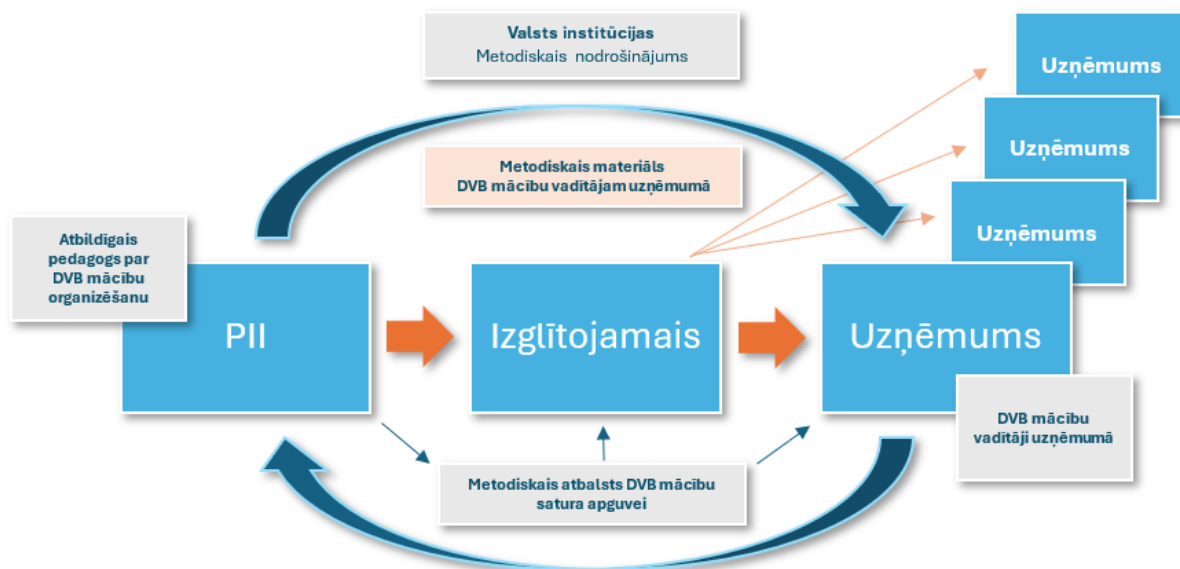 Valsts institūcijas
Metodiskais nodrošinājums
Uzņēmums
Uzņēmums
Metodiskais materiāls
DVB mācību vadītājam uzņēmumā
Uzņēmums
Atbildīgais
pedagogs par
DVB mācību
organizēšanu
PII
Izglītojamais
Uzņēmums
DVB mācību
vadītāji uzņēmumā
Metodiskais atbalsts DVB mācību
satura apguvei